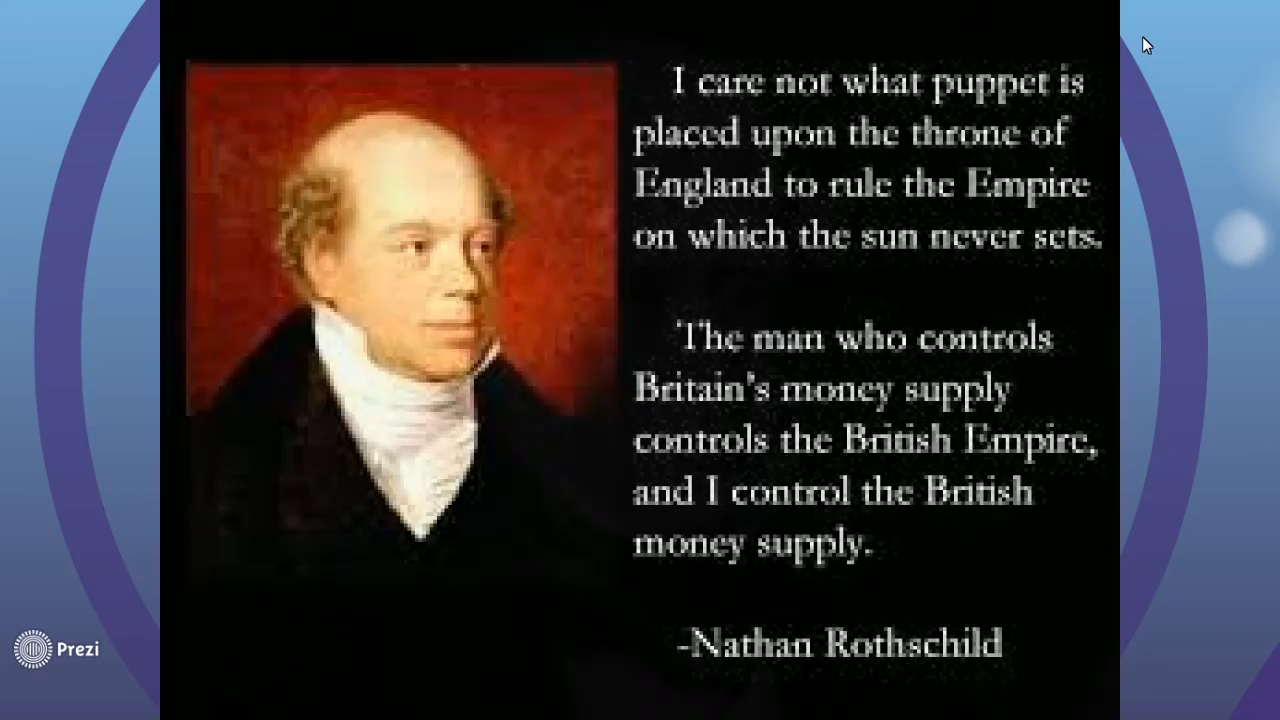 I care not what puppet is
placed upon the throne of
England to rule the Empire
on which the sun never sets.
The man who controls
Britain's money supply
controls the British Empire,
and I control the British
money supply.
-Nathan Rothschild
Prezi